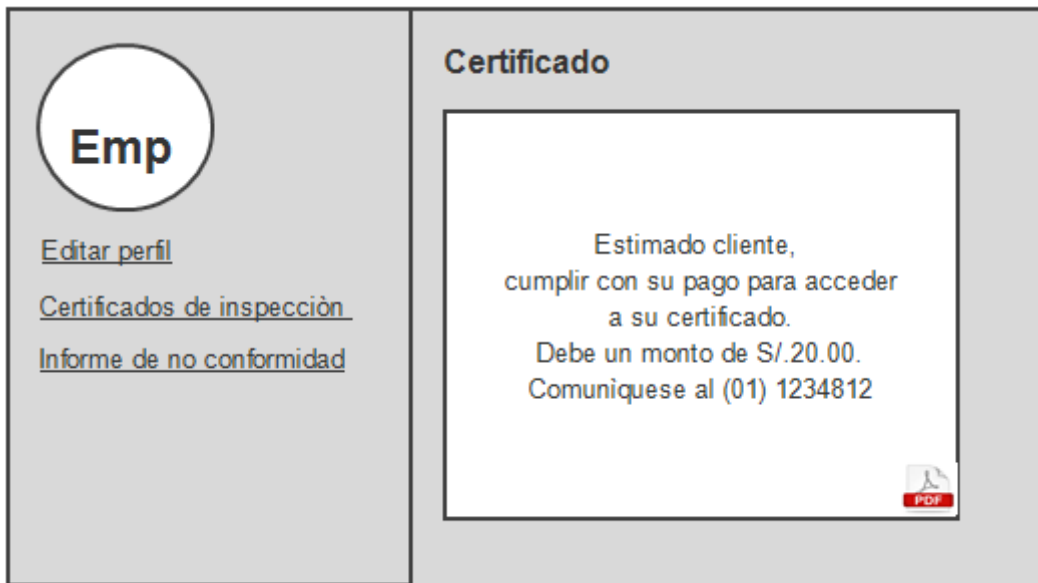 Emp
Editar perfil
Certificados de inspecciòn
Informe de no conformidad
Certificado
Estimado cliente,
cumplir con su pago para acceder
a su certificado.
Debe un monto de S/.20.00.
Comuniquese al (01) 1234812
PDF